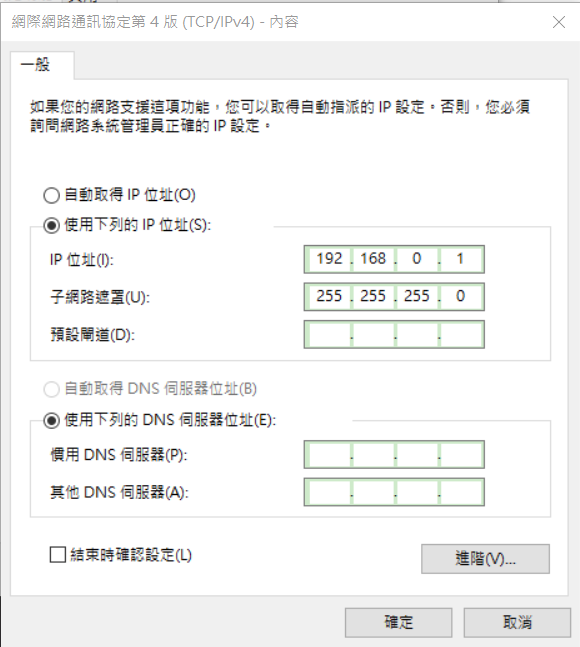 網際網路通訊協定第 4 版 (TCP/IPv4) - 內容
一般
如果您的網路支援這項功能，您可以取得自動指派的 IP 設定。否則，您必須
詢問網路系統管理員正確的 IP 設定。
自動取得 IP 位址(O)
使用下列的 IP 位址(S):
IP 位址(I):
192 . 168 . 0 . 1
子網路遮罩(U):
255 . 255 . 255 . 0
預設閘道(D):
. . .
自動取得 DNS 伺服器位址(B)
使用下列的 DNS 伺服器位址(E):
慣用 DNS 伺服器(P):
. . .
其他 DNS 伺服器(A):
. . .
結束時確認設定(L)
進階(V)...
確定
取消